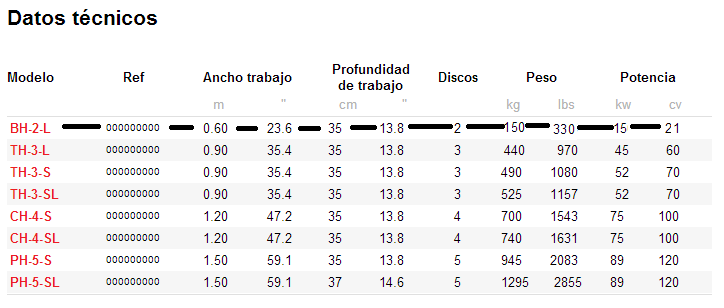 Datos técnicos
Modelo Ref Ancho trabajo Profundidad de trabajo Discos Peso Potencia
m " cm " kg lbs kw cv
BH-2-L 000000000 0.60 23.6 35 13.8 2 150 330 15 21
TH-3-L 000000000 0.90 35.4 35 13.8 3 440 970 45 60
TH-3-S 000000000 0.90 35.4 35 13.8 3 490 1080 52 70
TH-3-SL 000000000 0.90 35.4 35 13.8 3 525 1157 52 70
CH-4-S 000000000 1.20 47.2 35 13.8 4 700 1543 75 100
CH-4-SL 000000000 1.20 47.2 35 13.8 4 740 1631 75 100
PH-5-S 000000000 1.50 59.1 35 13.8 5 945 2083 89 120
PH-5-SL 000000000 1.50 59.1 37 14.6 5 1295 2855 89 120